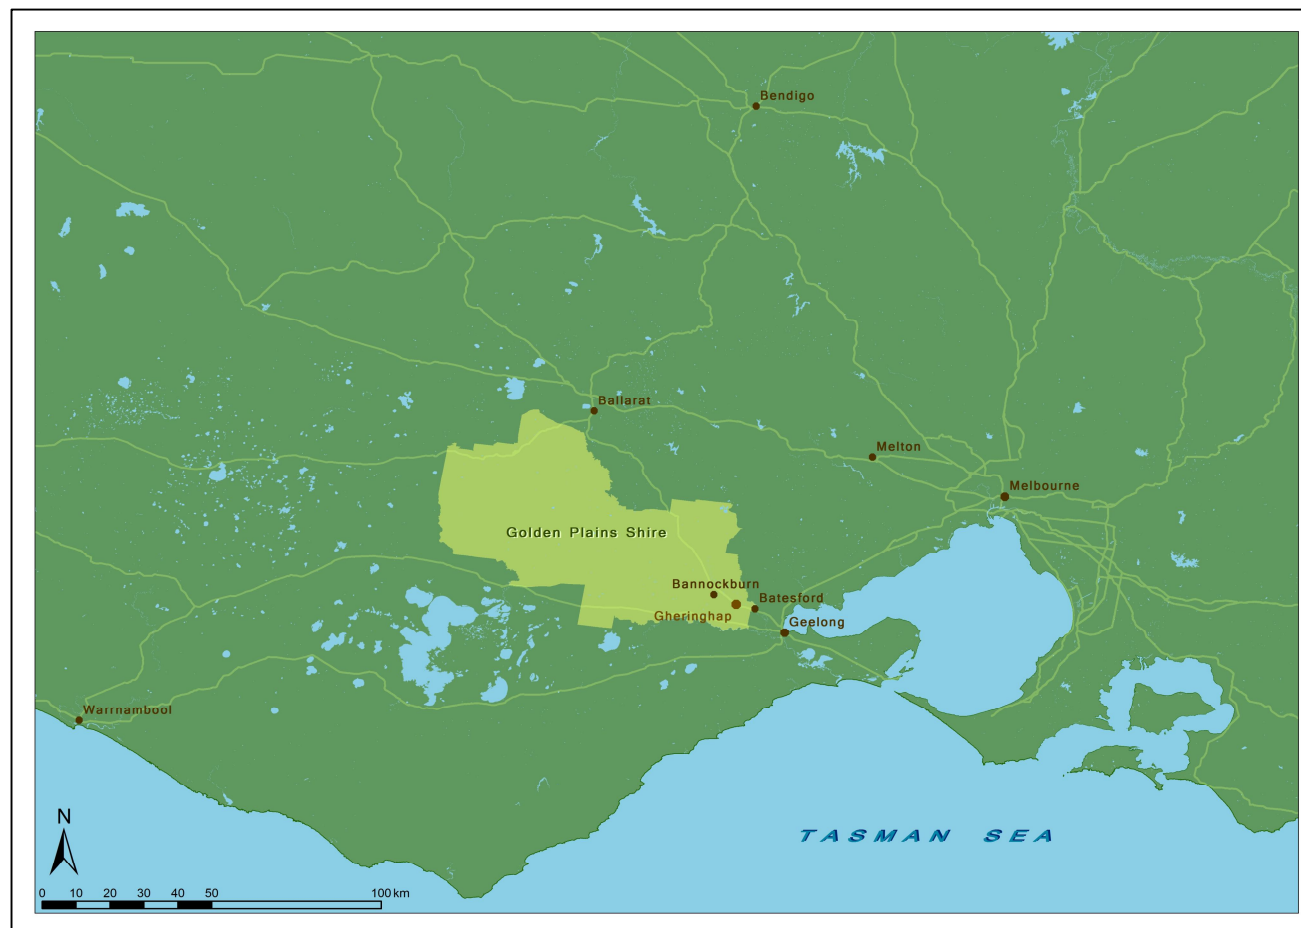 Bendigo
Ballarat
Melton
Melbourne
Golden Plains Shire
Bannockburn
Batesford
Gheringhap
Geelong
Warrnambool
TASMAN SEA
N
0 10 20 30 40 50 100 km